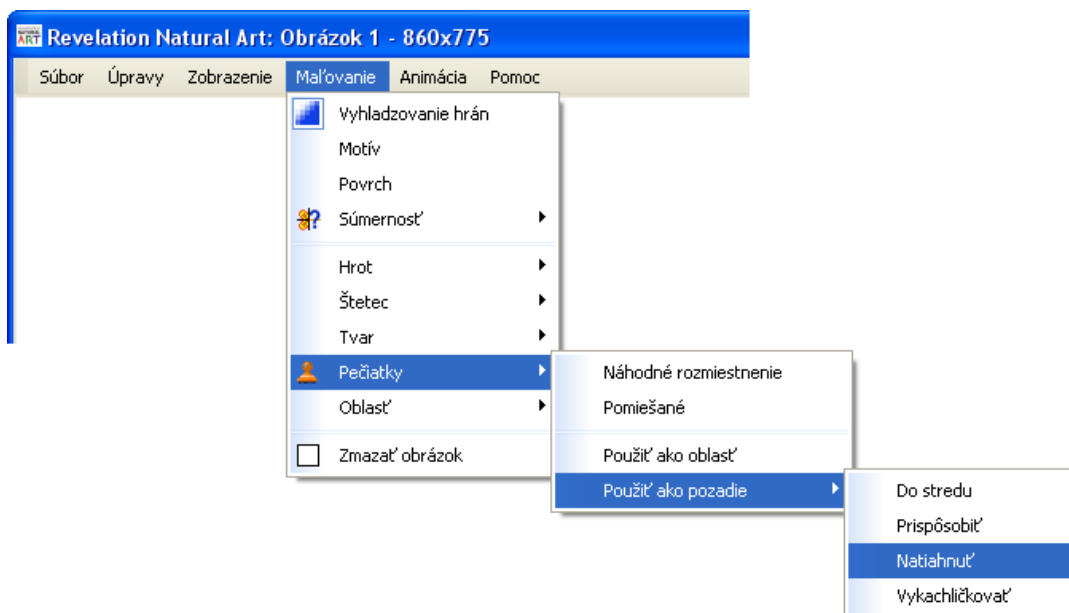 Revelation Natural Art: Obrázok 1 - 860x775
Súbor Úpravy Zobrazenie Maľovanie Animácia Pomoc
Vyhladzovanie hrán
Motív
Povrch
Súmernosť
Hrot
Štetec
Tvar
Pečiatky
Oblasť
Zmazať obrázok
Náhodné rozmiestnenie
Pomiešané
Použiť ako oblasť
Použiť ako pozadie
Do stredu
Prispôsobiť
Natiahnuť
Vykachličkovať